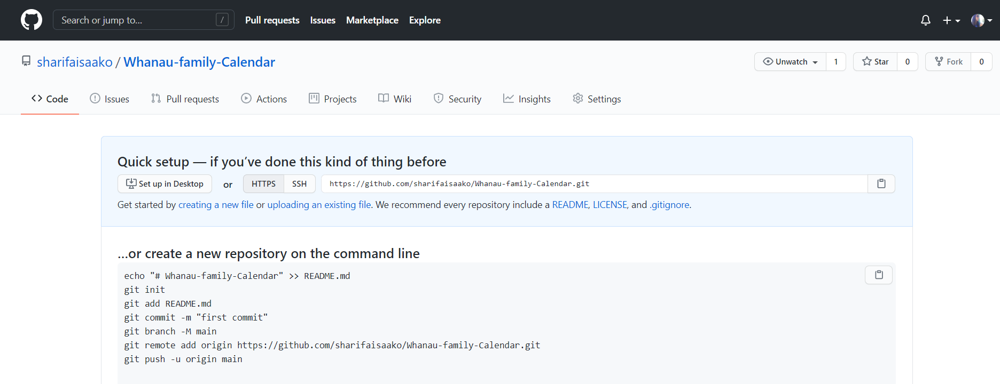 Search or jump to... /
Pull requests Issues Marketplace Explore
sharifaisaako / Whanau-family-Calendar
Unwatch 1 Star 0 Fork 0
Code Issues Pull requests Actions Projects Wiki Security Insights Settings
Quick setup — if you’ve done this kind of thing before
Set up in Desktop or HTTPS SSH https://github.com/sharifaisaako/Whanau-family-Calendar.git
Get started by creating a new file or uploading an existing file. We recommend every repository include a README, LICENSE, and .gitignore.
...or create a new repository on the command line
echo "# Whanau-family-Calendar" >> README.md
git init
git add README.md
git commit -m "first commit"
git branch -M main
git remote add origin https://github.com/sharifaisaako/Whanau-family-Calendar.git
git push -u origin main